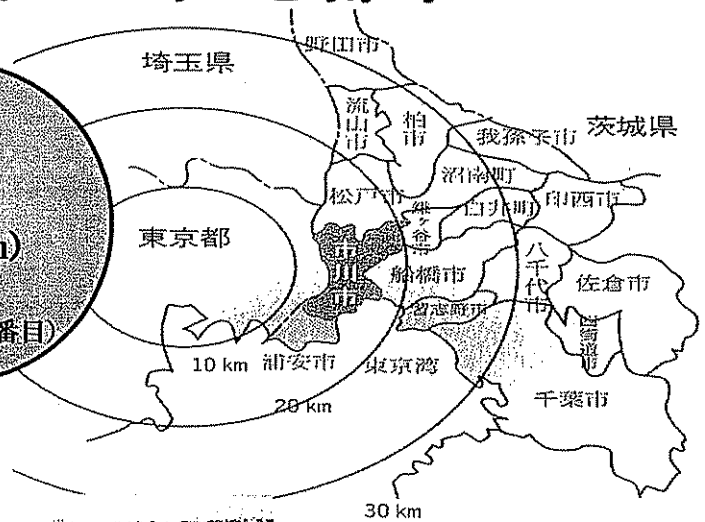 野田市
埼玉県
流山市
柏市
我孫子市
茨城県
沼南町
松戸市
鎌ヶ谷市
白井町
印西市
東京都
市川市
船橋市
八千代市
佐倉市
習志野市
四街道市
番目)
10 km
浦安市
東京湾
20 km
千葉市
30 km